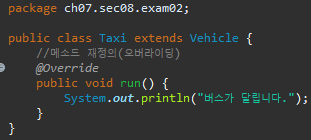 package ch07.sec08.exam02;
public class Taxi extends Vehicle {
//메소드 재정의(오버라이딩)
@Override
public void run() {
System.out.println("버스가 달립니다.");
}
}